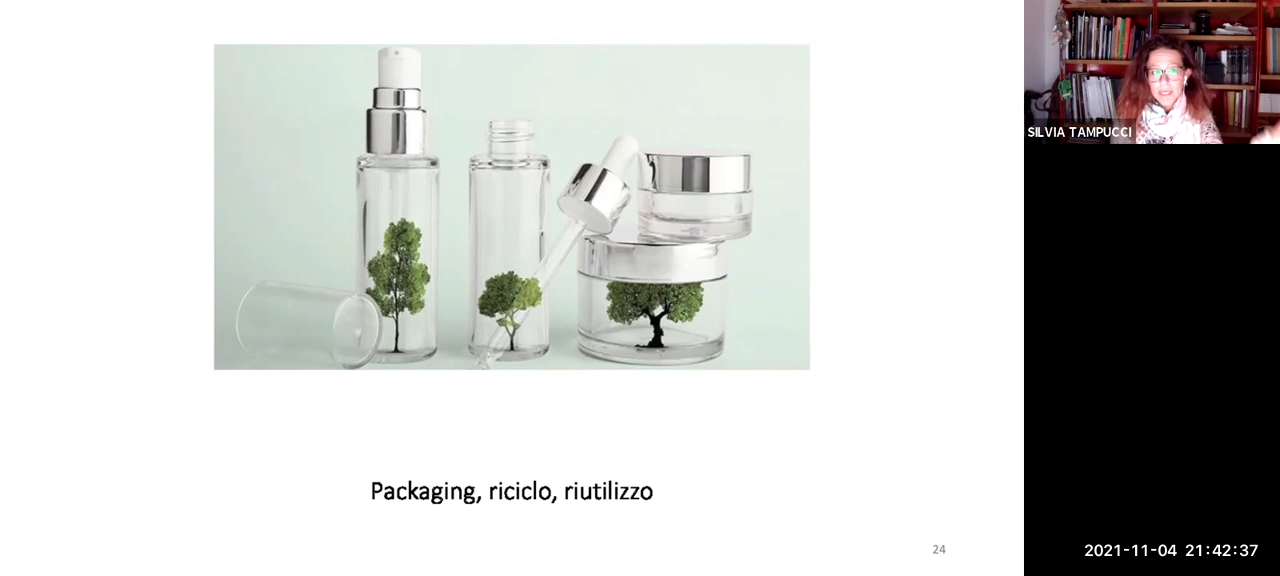 SILVIA TAMPUCCI
Packaging, riciclo, riutilizzo
24
2021-11-04 21:42:37